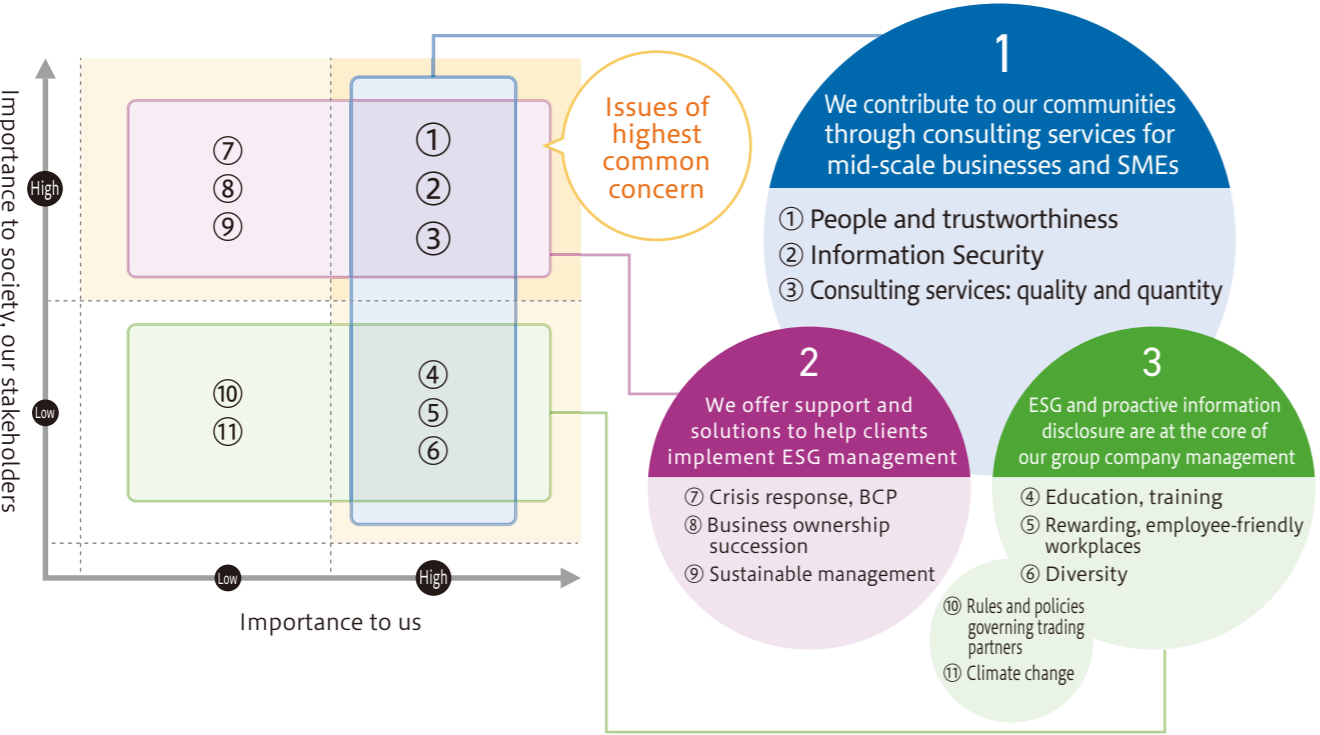 Importance to society, our stakeholders
High
Low
⑦
⑧
⑨
①
②
③
⑩
⑪
④
⑤
⑥
Low
High
Importance to us
Issues of
highest
common
concern
1
We contribute to our communities
through consulting services for
mid-scale businesses and SMEs
① People and trustworthiness
② Information Security
③ Consulting services: quality and quantity
2
We offer support and
solutions to help clients
implement ESG management
⑦ Crisis response, BCP
⑧ Business ownership
succession
⑨ Sustainable management
3
ESG and proactive information
disclosure are at the core of
our group company management
④ Education, training
⑤ Rewarding, employee-friendly
workplaces
⑥ Diversity
⑩ Rules and policies
governing trading
partners
⑪ Climate change